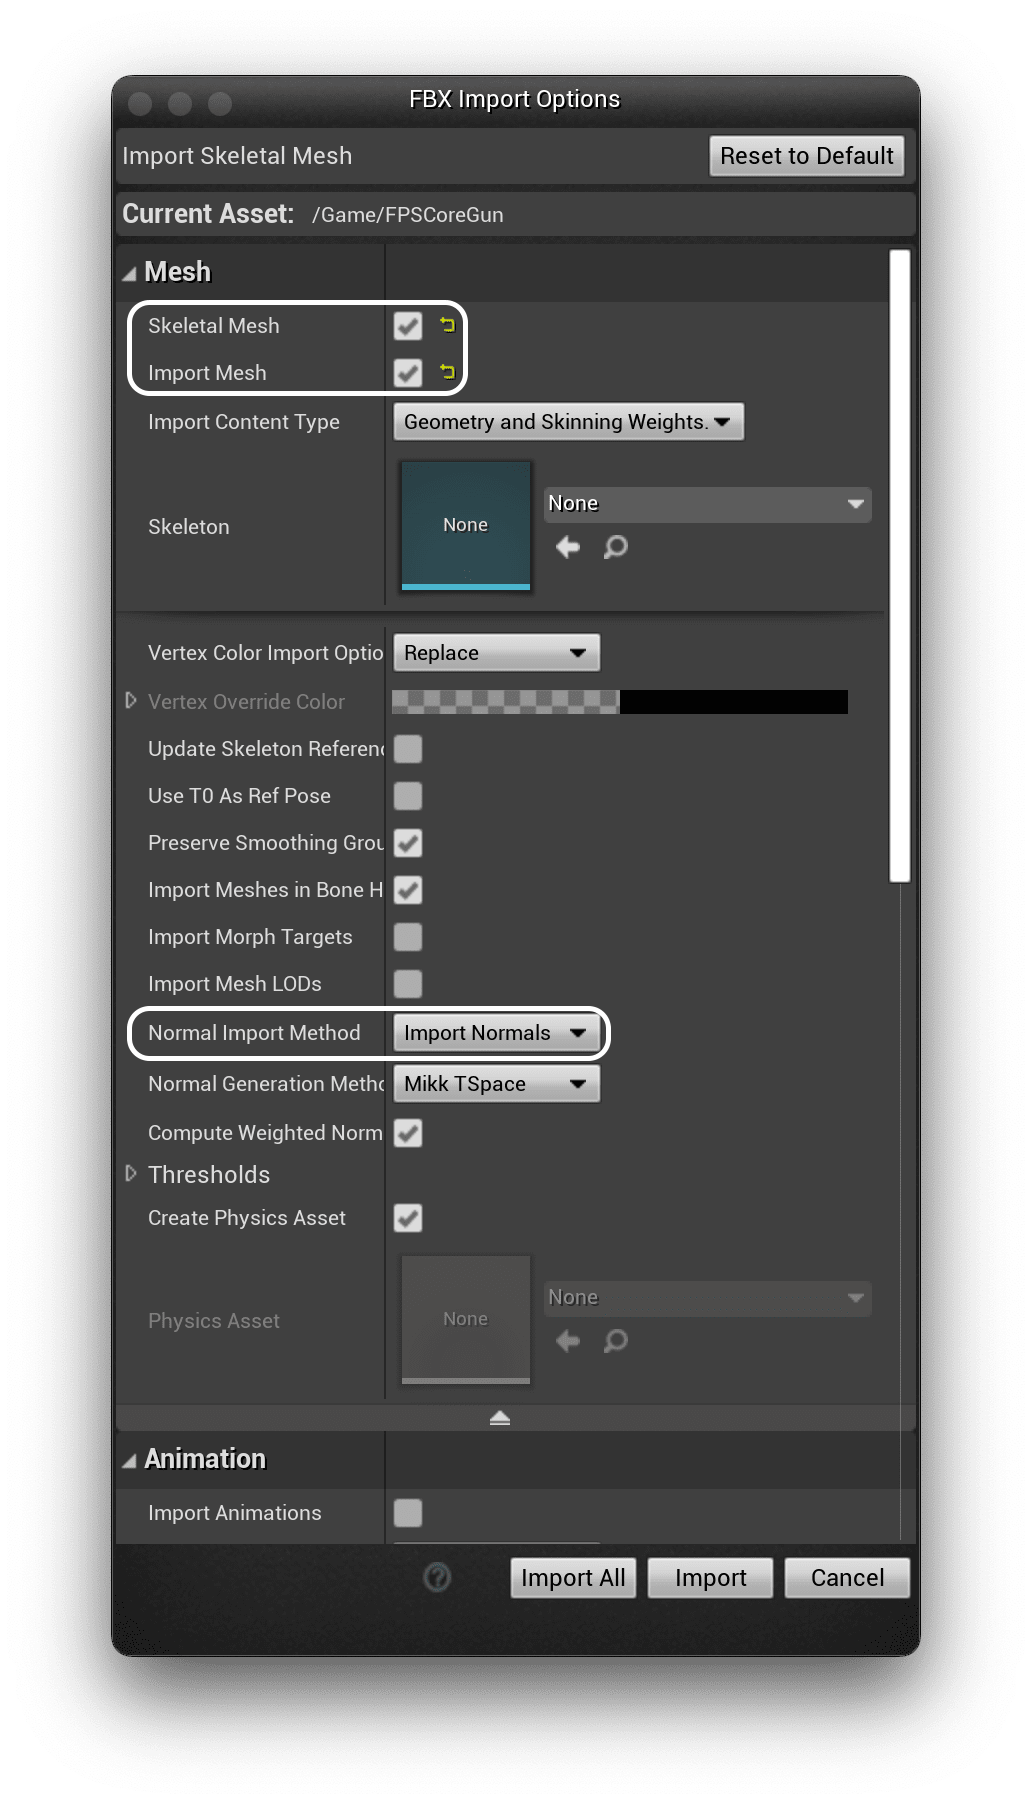 FBX Import Options
Import Skeletal Mesh
Reset to Default
Current Asset: /Game/FPSCoreGun
Mesh
Skeletal Mesh
Import Mesh
Import Content Type
Geometry and Skinning Weights.
Skeleton
None
None
Vertex Color Import Optio
Replace
Vertex Override Color
Update Skeleton Referenc
Use T0 As Ref Pose
Preserve Smoothing Grou
Import Meshes in Bone H
Import Morph Targets
Import Mesh LODs
Normal Import Method
Import Normals
Normal Generation Metho
Mikk TSpace
Compute Weighted Norm
Thresholds
Create Physics Asset
Physics Asset
None
None
Animation
Import Animations
?
Import All
Import
Cancel